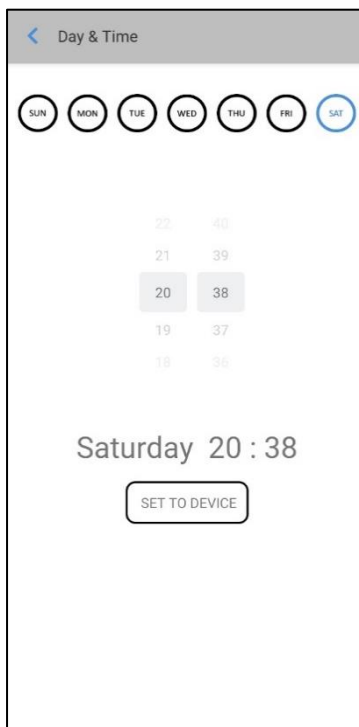 Day & Time
SUN MON TUE WED THU FRI SAT
22 40
21 39
20 38
19 37
18 36
Saturday 20 : 38
SET TO DEVICE